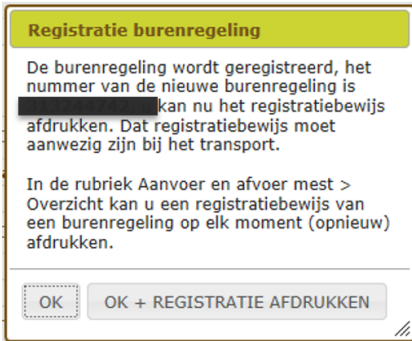 Registratie burenregeling
De burenregeling wordt geregistreerd, het
nummer van de nieuwe burenregeling is
kan nu het registratiebewijs
afdrukken. Dat registratiebewijs moet
aanwezig zijn bij het transport.
In de rubriek Aanvoer en afvoer mest >
Overzicht kan u een registratiebewijs van
een burenregeling op elk moment (opnieuw)
afdrukken.
OK
OK + REGISTRATIE AFDRUKKEN